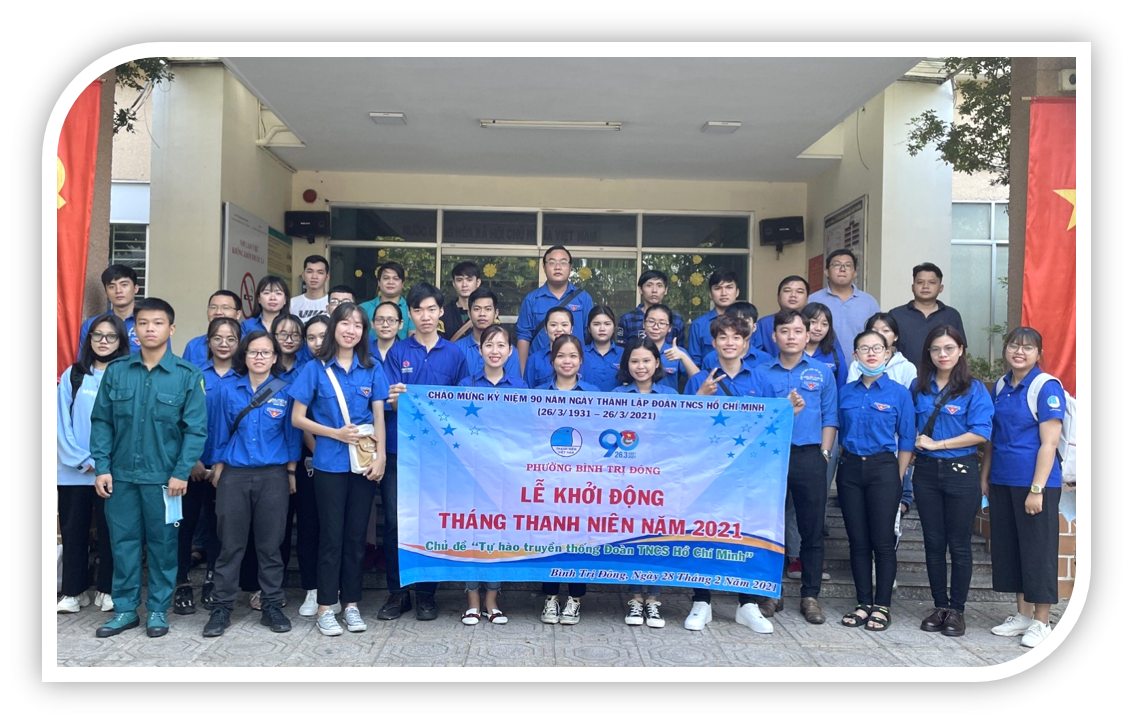 CHÀO MỪNG KỶ NIỆM 90 NĂM NGÀY THÀNH LẬP ĐOÀN TNCS HỒ CHÍ MINH
(26/3/1931 – 26/3/2021)
90
26.3
PHƯỜNG BÌNH TRỊ ĐÔNG
LỄ KHỞI ĐỘNG
THÁNG THANH NIÊN NĂM 2021
Chủ đề “Tự hào truyền thống Đoàn TNCS Hồ Chí Minh”
Bình Trị Đông, Ngày 28 Tháng 2 Năm 2021